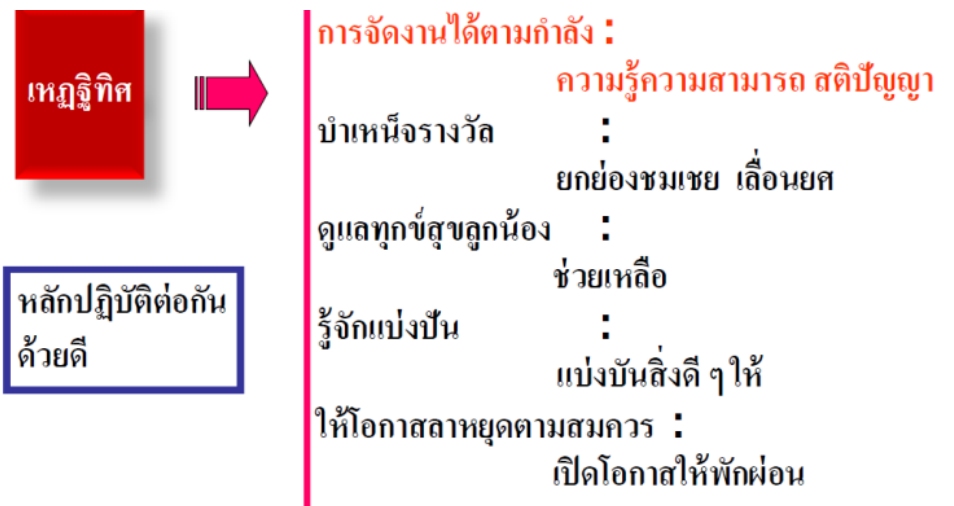 เหฏฐิทิศ
หลักปฏิบัติต่อกัน
ด้วยดี
การจัดงานได้ตามกำลัง :
ความรู้ความสามารถ สติปัญญา
บำเหน็จรางวัล :
ยกย่องชมเชย เลื่อนยศ
ดูแลทุกข์สุขลูกน้อง :
ช่วยเหลือ
รู้จักแบ่งปัน :
แบ่งบันสิ่งดี ๆ ให้
ให้โอกาสลาหยุดตามสมควร :
เปิดโอกาสให้พักผ่อน